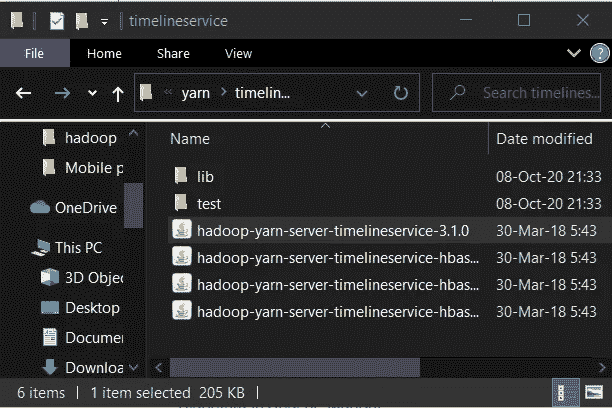 timelineservice
File Home Share View
« yarn > timelin... Search timelines...
Name Date modified
hadoop
Mobile p
OneDrive
This PC
3D Objec
Desktop
Documer
Downloa
lib 08-Oct-20 21:33
test 08-Oct-20 21:33
hadoop-yarn-server-timelineservice-3.1.0 30-Mar-18 5:43
hadoop-yarn-server-timelineservice-hbas... 30-Mar-18 5:43
hadoop-yarn-server-timelineservice-hbas... 30-Mar-18 5:43
hadoop-yarn-server-timelineservice-hbas... 30-Mar-18 5:43
6 items 1 item selected 205 KB